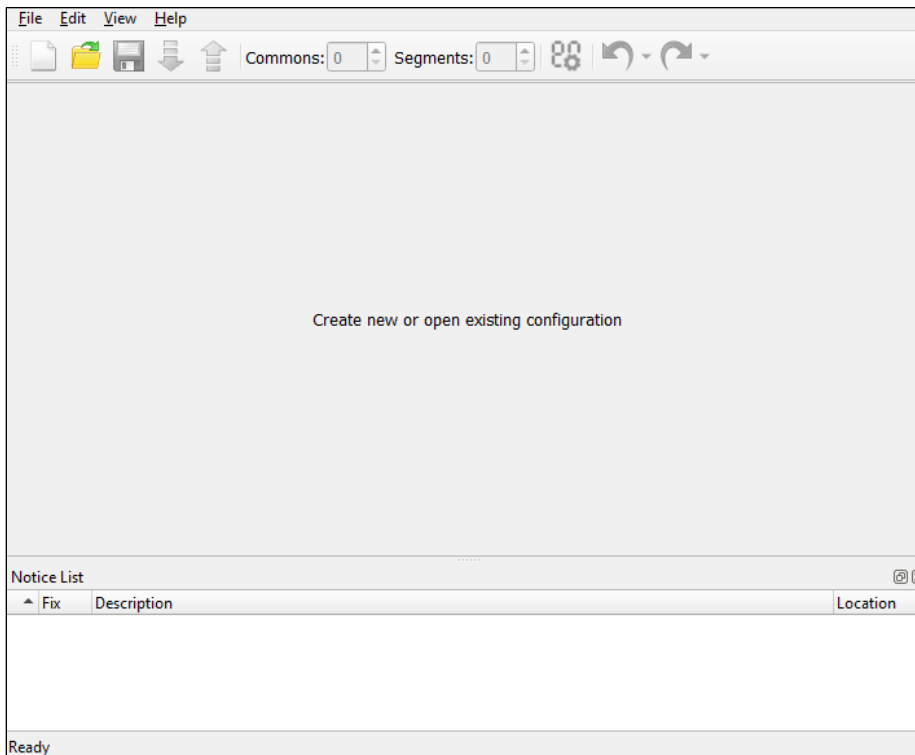 File Edit View Help
Commons: 0 Segments: 0
Create new or open existing configuration
Notice List
Fix Description Location
Ready